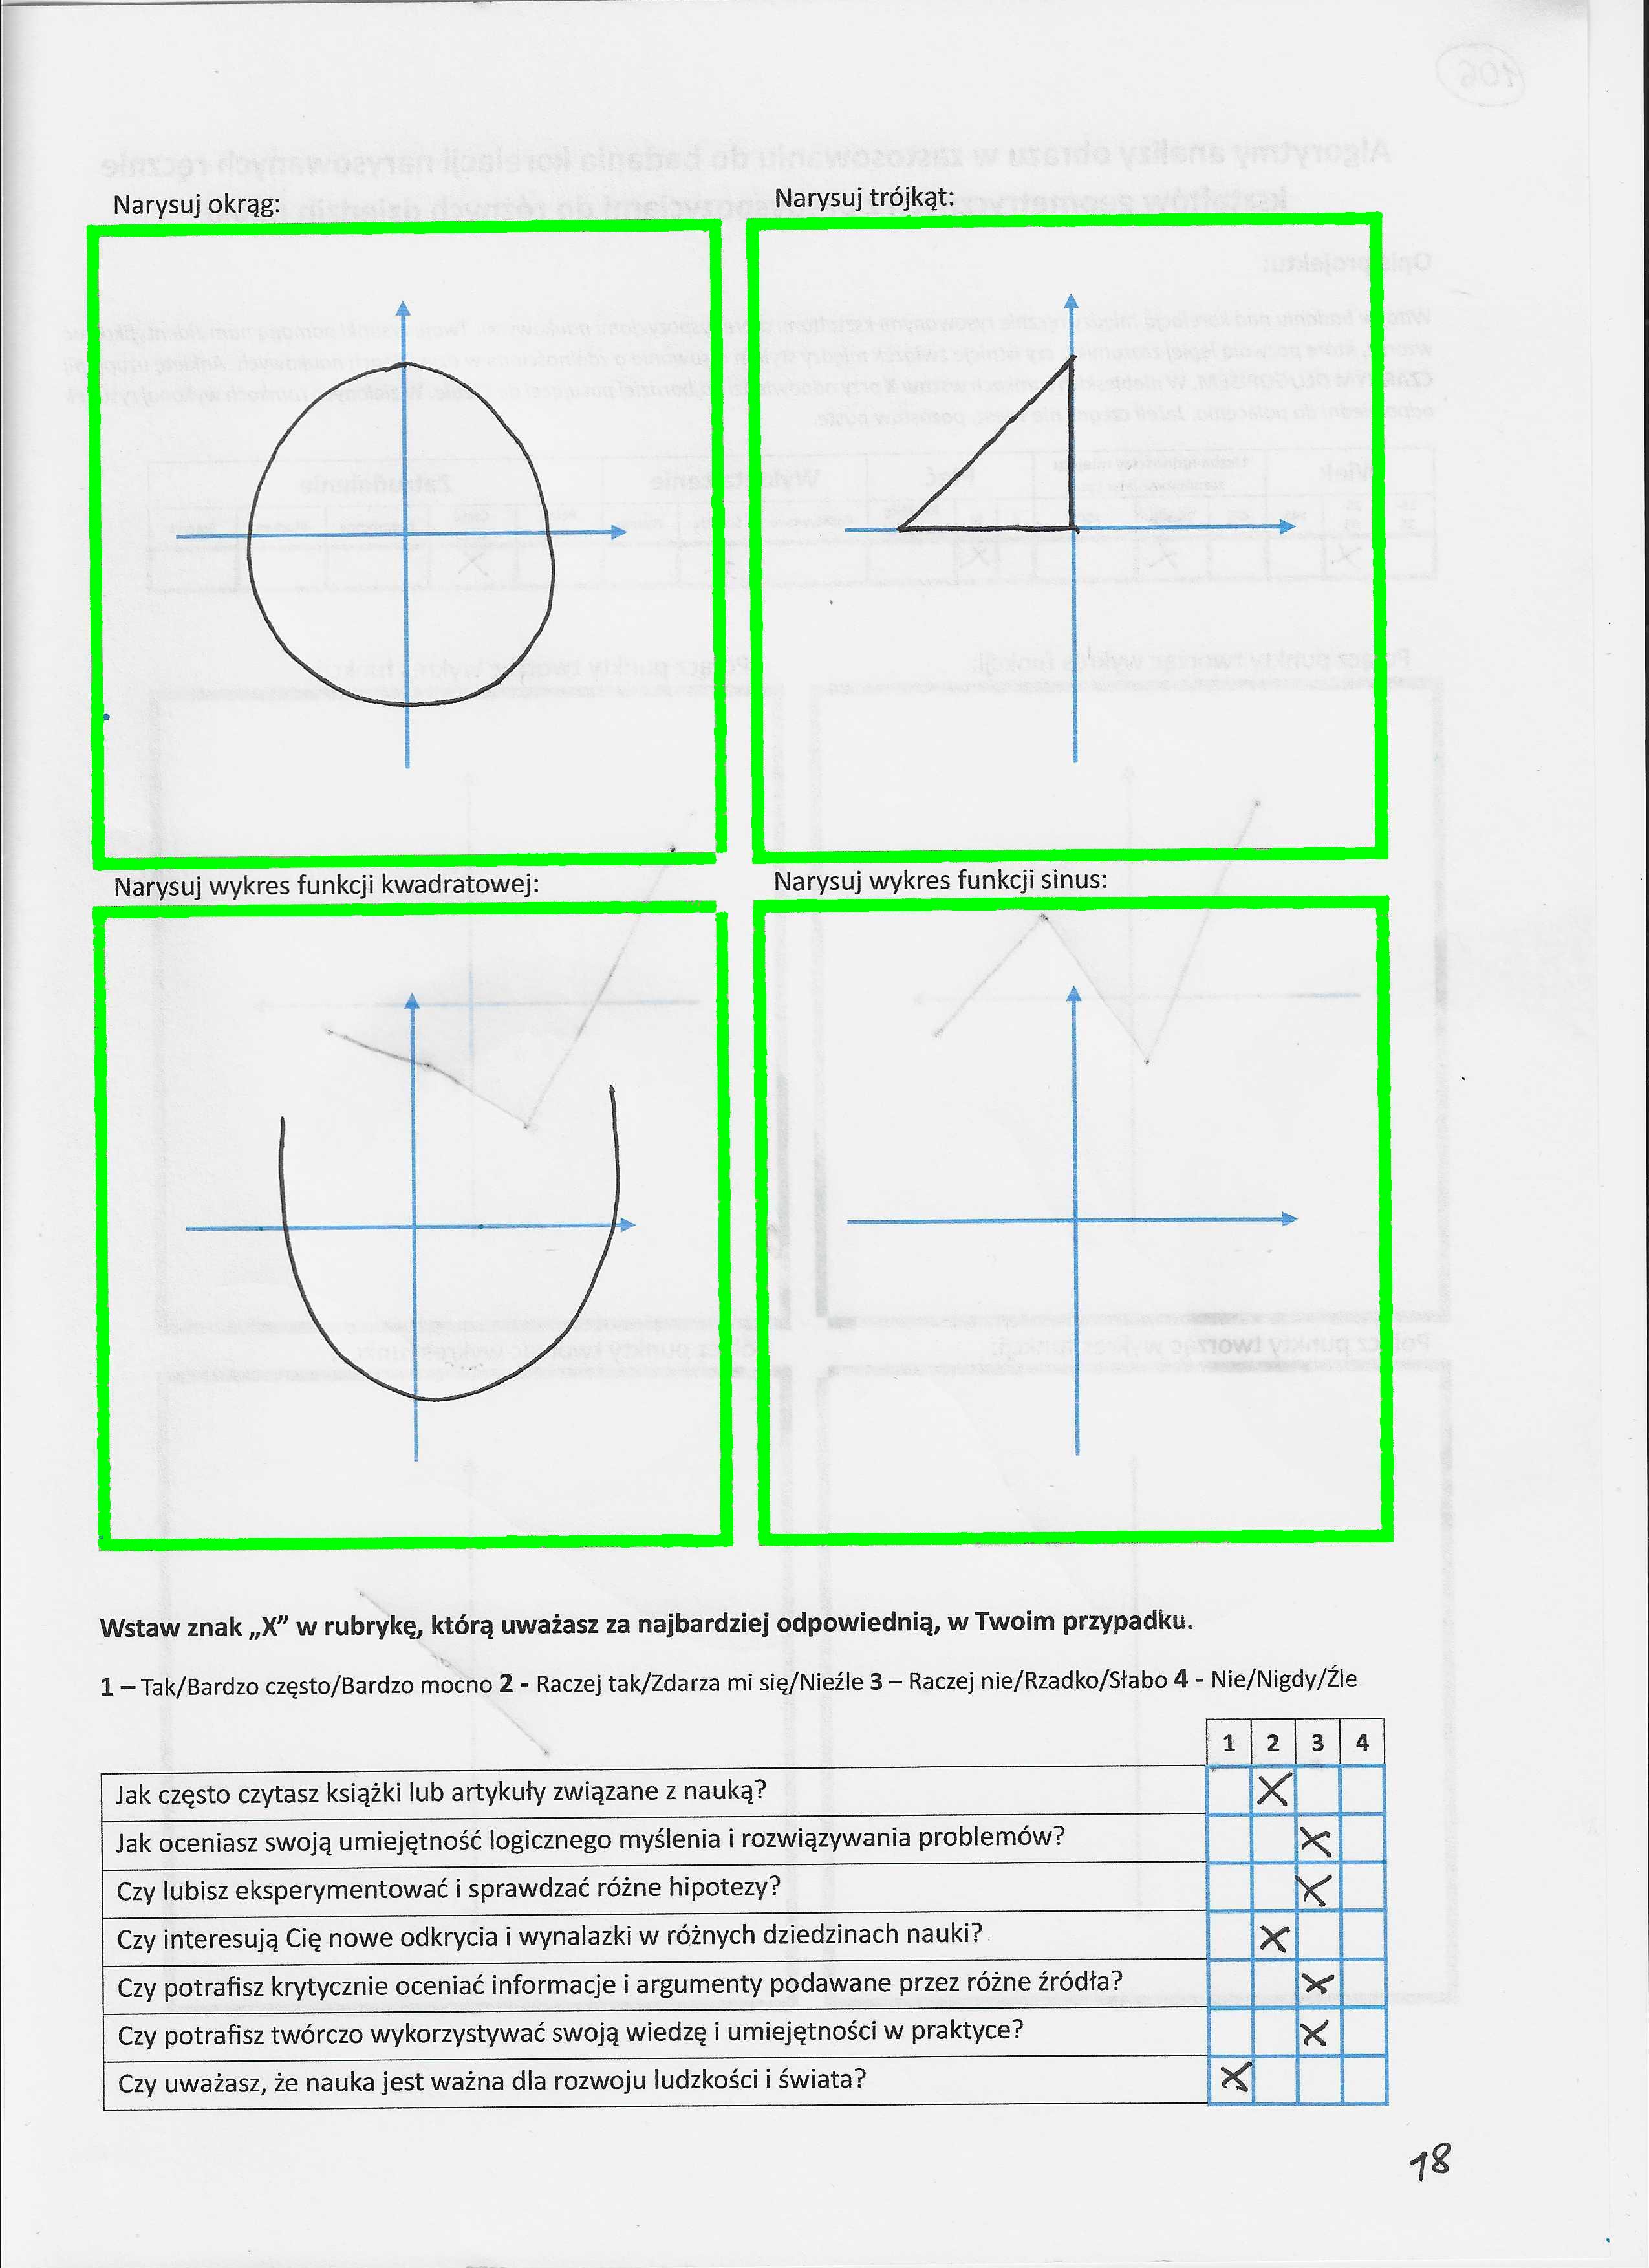 Narysuj okrąg:
Narysuj trójkąt:
Narysuj wykres funkcji kwadratowej:
Narysuj wykres funkcji sinus:
Wstaw znak „X” w rubrykę, którą uważasz za najbardziej odpowiednią, w Twoim przypadku.
1 – Tak/Bardzo często/Bardzo mocno 2 - Raczej tak/Zdarza mi się/Nieźle 3 – Raczej nie/Rzadko/Słabo 4 - Nie/Nigdy/Źle
1 2 3 4
Jak często czytasz książki lub artykuły związane z nauką? X
Jak oceniasz swoją umiejętność logicznego myślenia i rozwiązywania problemów? X
Czy lubisz eksperymentować i sprawdzać różne hipotezy? X
Czy interesują Cię nowe odkrycia i wynalazki w różnych dziedzinach nauki? X
Czy potrafisz krytycznie oceniać informacje i argumenty podawane przez różne źródła? X
Czy potrafisz twórczo wykorzystywać swoją wiedzę i umiejętności w praktyce? X
Czy uważasz, że nauka jest ważna dla rozwoju ludzkości i świata? X
18